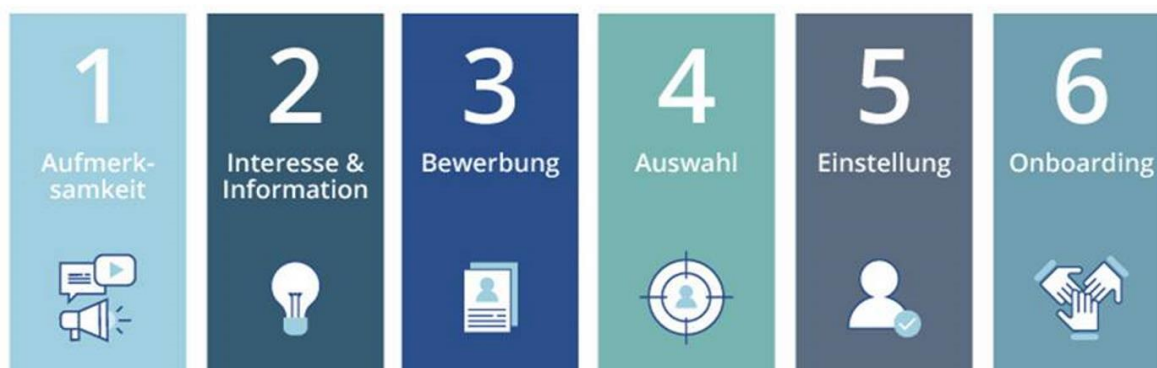 1
Aufmerk-
samkeit
2
Interesse &
Information
3
Bewerbung
4
Auswahl
5
Einstellung
6
Onboarding